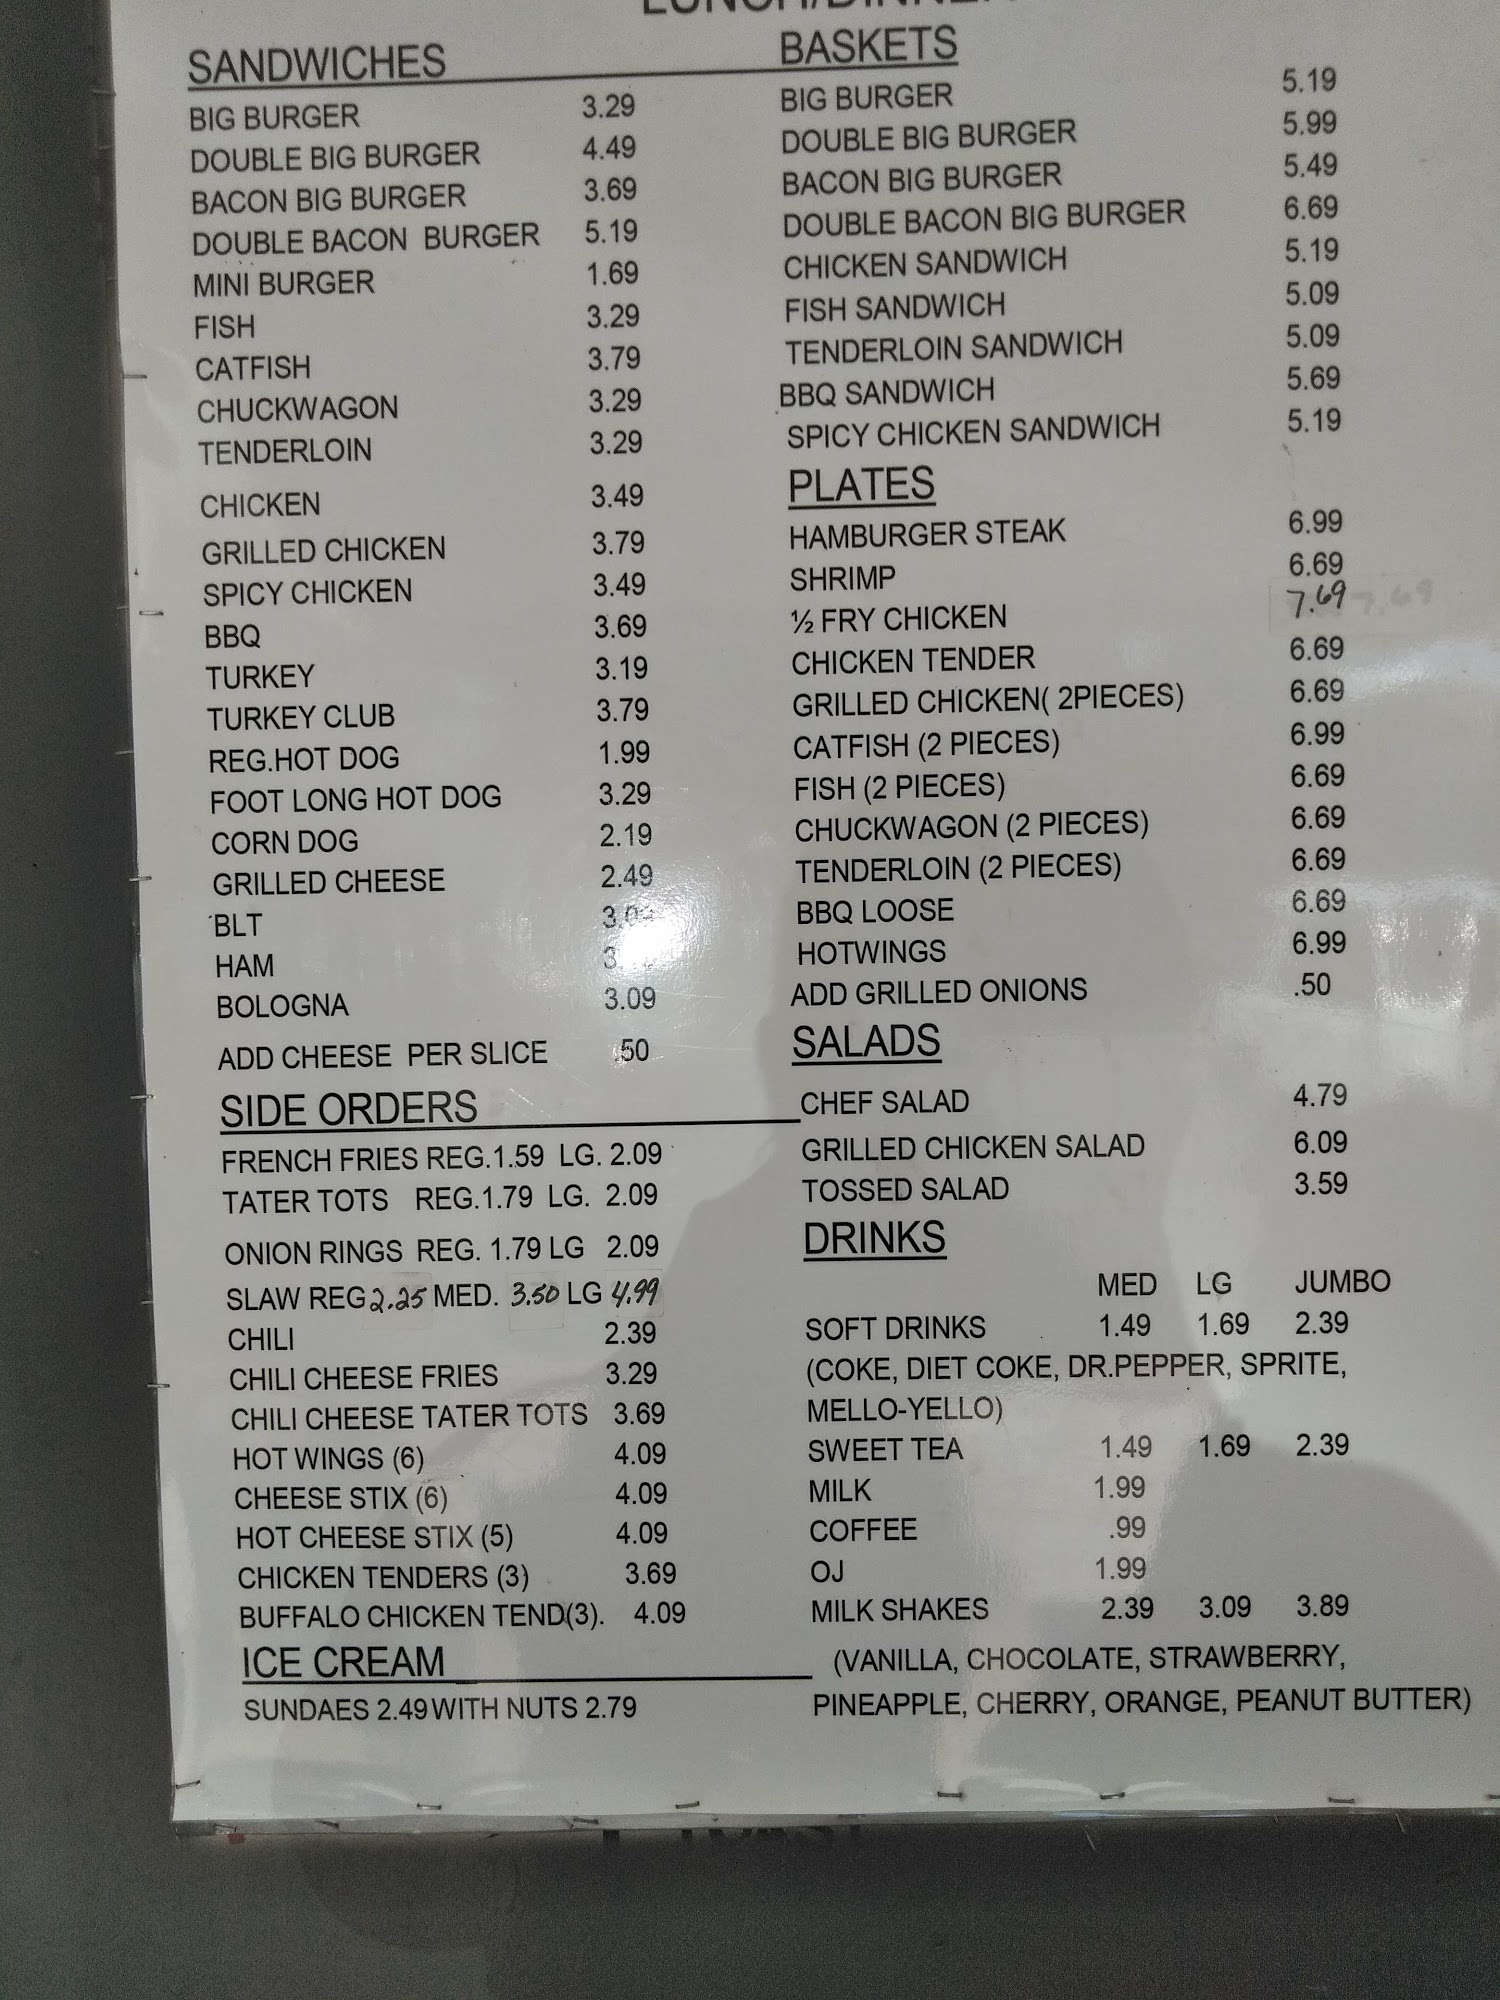 LUNCH/DINNER
SANDWICHES
BIG BURGER 3.29
DOUBLE BIG BURGER 4.49
BACON BIG BURGER 3.69
DOUBLE BACON BURGER 5.19
MINI BURGER 1.69
FISH 3.29
CATFISH 3.79
CHUCKWAGON 3.29
TENDERLOIN 3.29
CHICKEN 3.49
GRILLED CHICKEN 3.79
SPICY CHICKEN 3.49
BBQ 3.69
TURKEY 3.19
TURKEY CLUB 3.79
REG.HOT DOG 1.99
FOOT LONG HOT DOG 3.29
CORN DOG 2.19
GRILLED CHEESE 2.49
BLT
HAM
BOLOGNA 3.09
ADD CHEESE PER SLICE .50
SIDE ORDERS
FRENCH FRIES REG.1.59 LG. 2.09
TATER TOTS REG.1.79 LG. 2.09
ONION RINGS REG. 1.79 LG 2.09
SLAW REG 2.25 MED. 3.50 LG 4.99
CHILI 2.39
CHILI CHEESE FRIES 3.29
CHILI CHEESE TATER TOTS 3.69
HOT WINGS (6) 4.09
CHEESE STIX (6) 4.09
HOT CHEESE STIX (5) 4.09
CHICKEN TENDERS (3) 3.69
BUFFALO CHICKEN TEND(3). 4.09
ICE CREAM
SUNDAES 2.49 WITH NUTS 2.79
BASKETS
BIG BURGER 5.19
DOUBLE BIG BURGER 5.99
BACON BIG BURGER 5.49
DOUBLE BACON BIG BURGER 6.69
CHICKEN SANDWICH 5.19
FISH SANDWICH 5.09
TENDERLOIN SANDWICH 5.09
BBQ SANDWICH 5.69
SPICY CHICKEN SANDWICH 5.19
PLATES
HAMBURGER STEAK 6.99
SHRIMP 6.69
½ FRY CHICKEN 7.69 7.69
CHICKEN TENDER 6.69
GRILLED CHICKEN( 2PIECES) 6.69
CATFISH (2 PIECES) 6.99
FISH (2 PIECES) 6.69
CHUCKWAGON (2 PIECES) 6.69
TENDERLOIN (2 PIECES) 6.69
BBQ LOOSE 6.69
HOTWINGS 6.99
ADD GRILLED ONIONS .50
SALADS
CHEF SALAD 4.79
GRILLED CHICKEN SALAD 6.09
TOSSED SALAD 3.59
DRINKS
MED LG JUMBO
SOFT DRINKS 1.49 1.69 2.39
(COKE, DIET COKE, DR.PEPPER, SPRITE,
MELLO-YELLO)
SWEET TEA 1.49 1.69 2.39
MILK 1.99
COFFEE .99
OJ 1.99
MILK SHAKES 2.39 3.09 3.89
(VANILLA, CHOCOLATE, STRAWBERRY,
PINEAPPLE, CHERRY, ORANGE, PEANUT BUTTER)